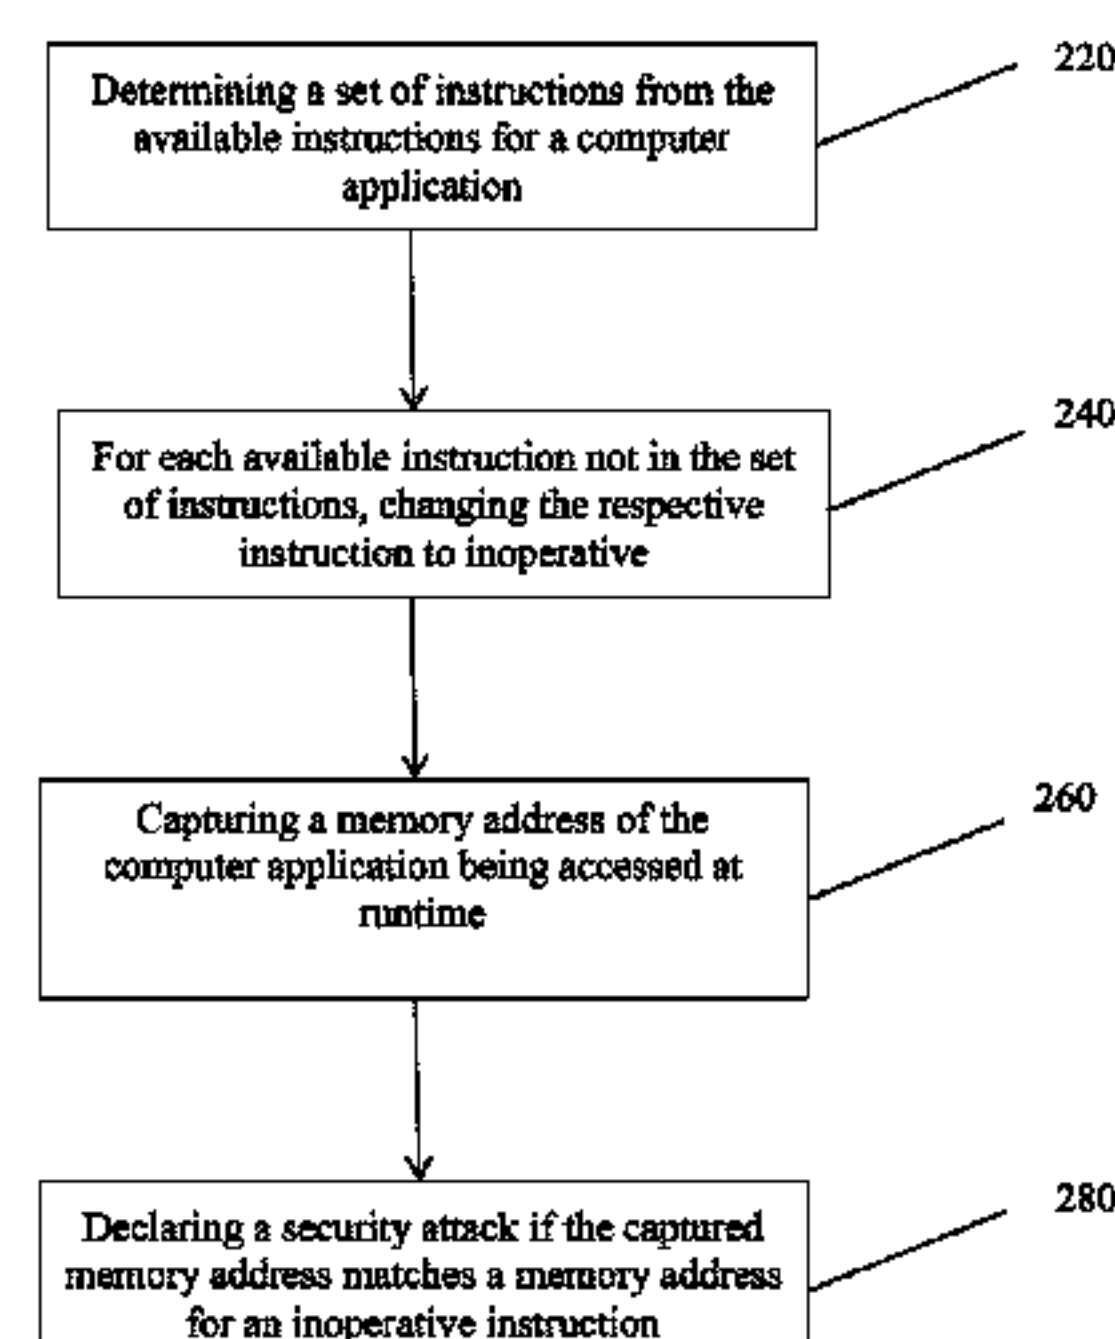 220
Determining a set of instructions from the
available instructions for a computer
application
240
For each available instruction not in the set
of instructions, changing the respective
instruction to inoperative
260
Capturing a memory address of the
computer application being accessed at
runtime
280
Declaring a security attack if the captured
memory address matches a memory address
for an inoperative instruction